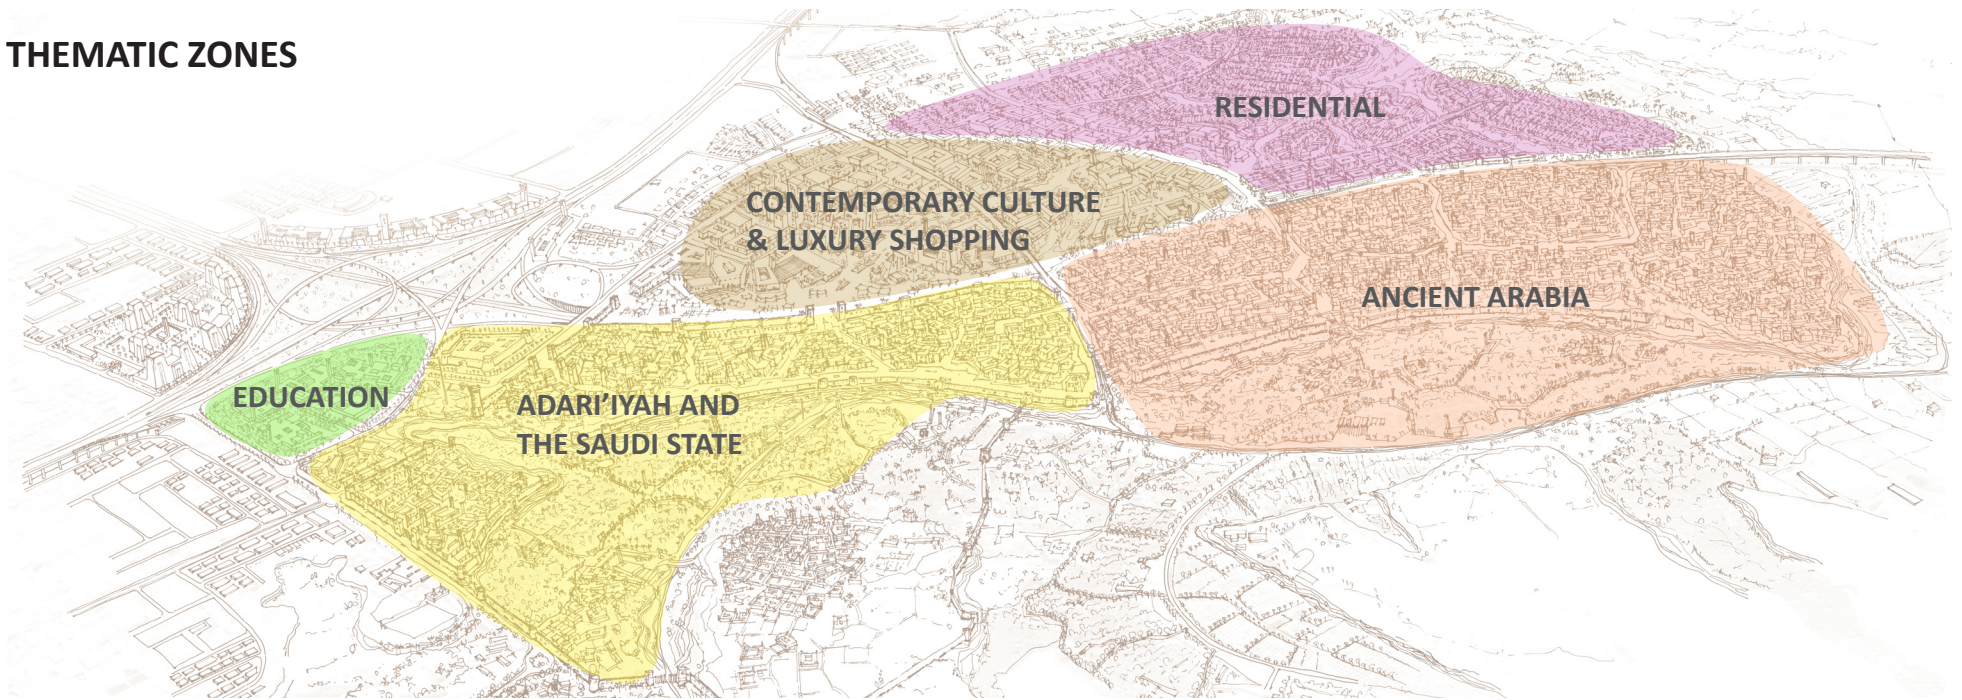 THEMATIC ZONES
RESIDENTIAL
CONTEMPORARY CULTURE
& LUXURY SHOPPING
ANCIENT ARABIA
EDUCATION
ADARI’IYAH AND
THE SAUDI STATE